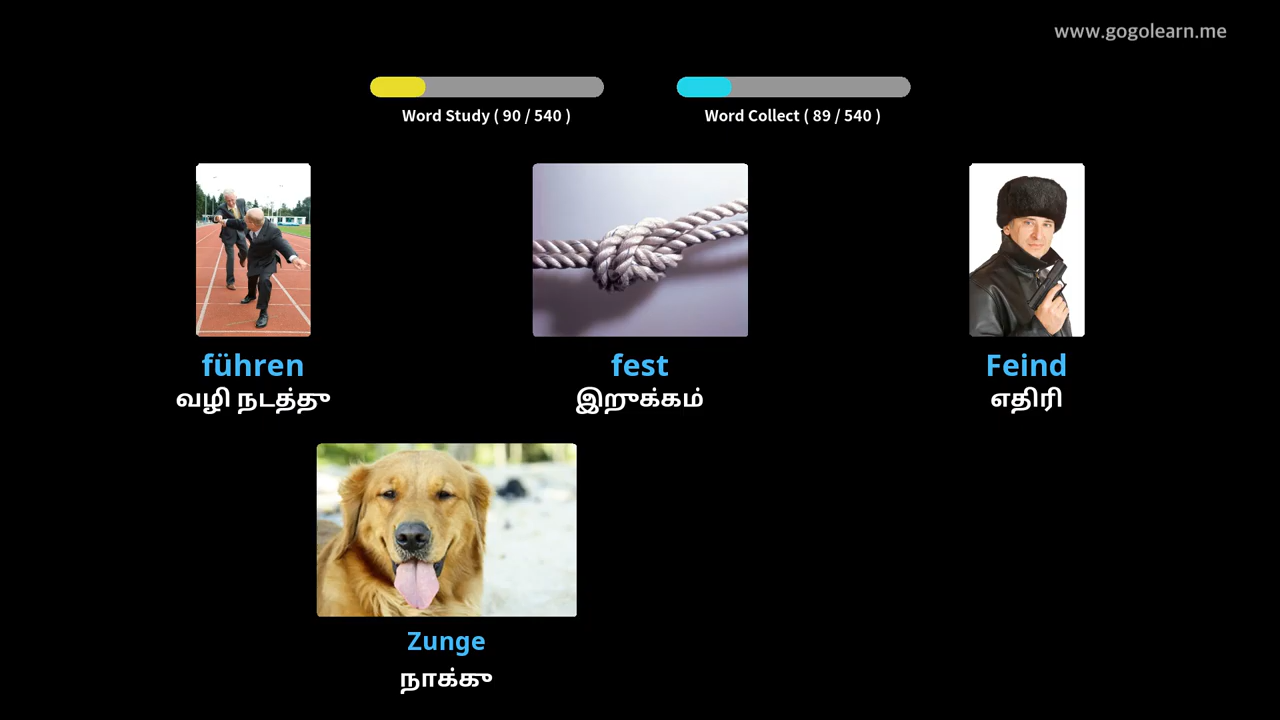 www.gogolearn.me
Word Study ( 90 / 540 )
Word Collect ( 89 / 540 )
führen
fest
Feind
வழி நடத்து
இறுக்கம்
எதிரி
Zunge
நாக்கு